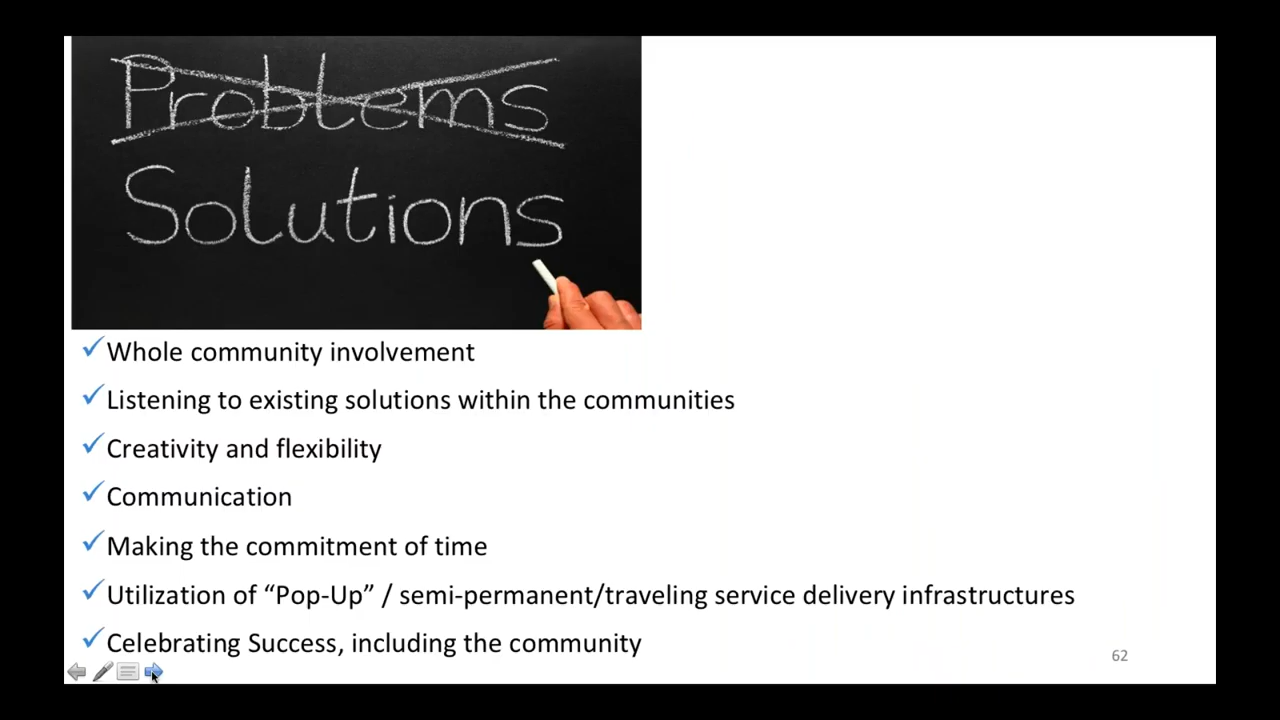 Problems
Solutions
✓Whole community involvement
✓Listening to existing solutions within the communities
✓Creativity and flexibility
✓Communication
✓Making the commitment of time
✓Utilization of “Pop-Up” / semi-permanent/traveling service delivery infrastructures
✓Celebrating Success, including the community
62